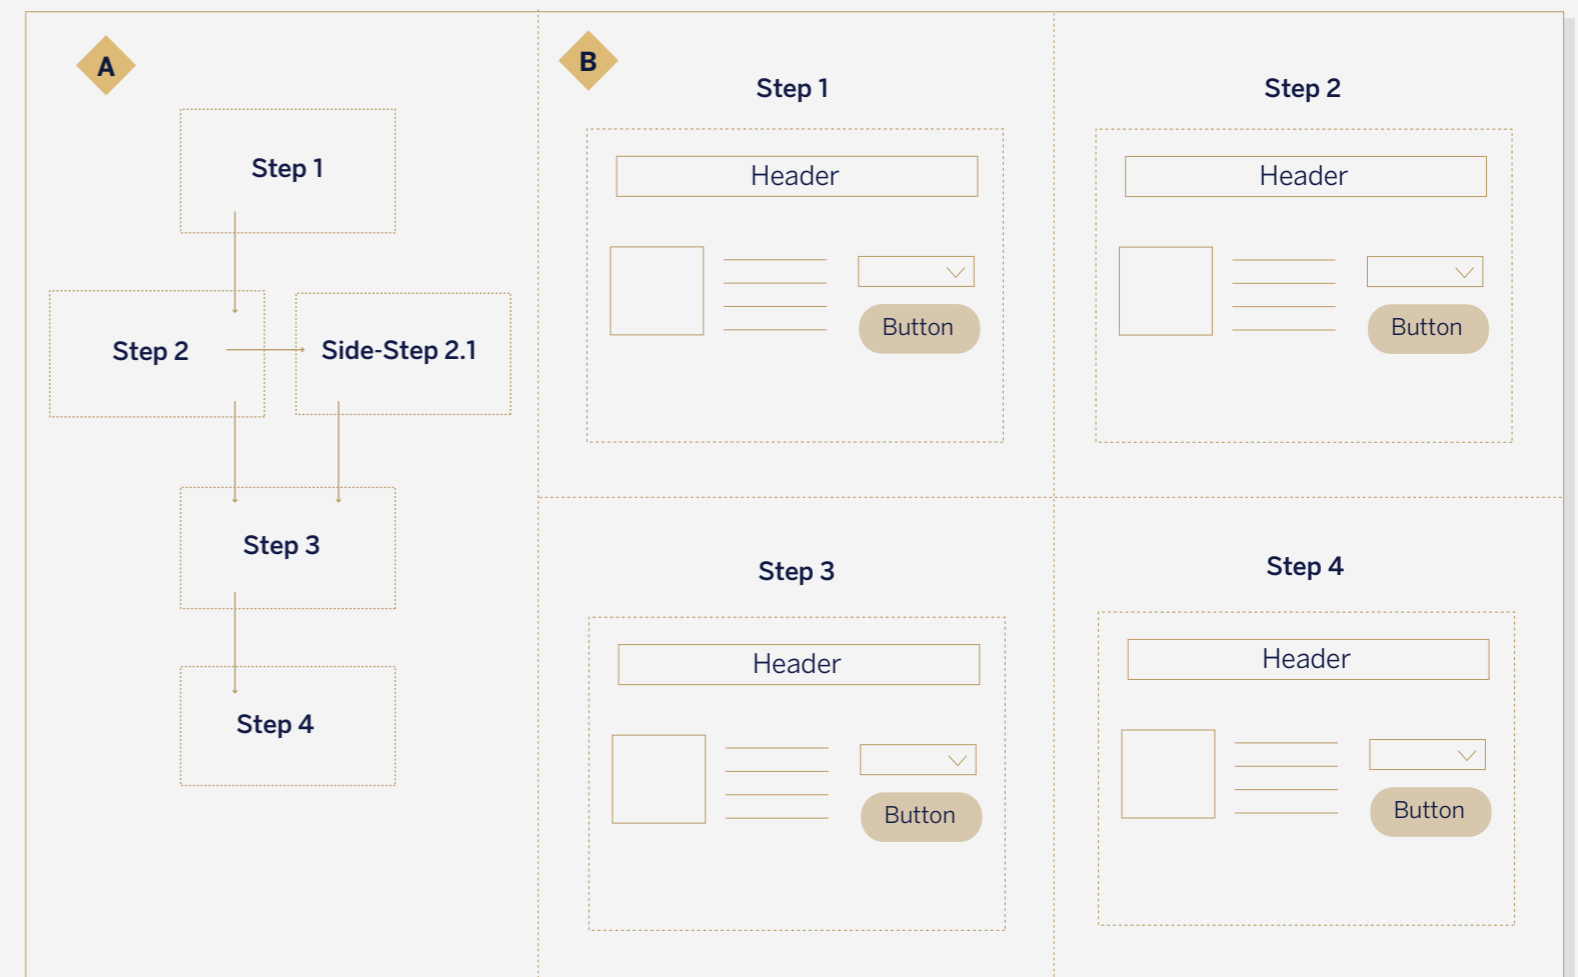 A
Step 1
Step 2
Side-Step 2.1
Step 3
Step 4
B
Step 1
Header
Button
Step 2
Header
Button
Step 3
Header
Button
Step 4
Header
Button